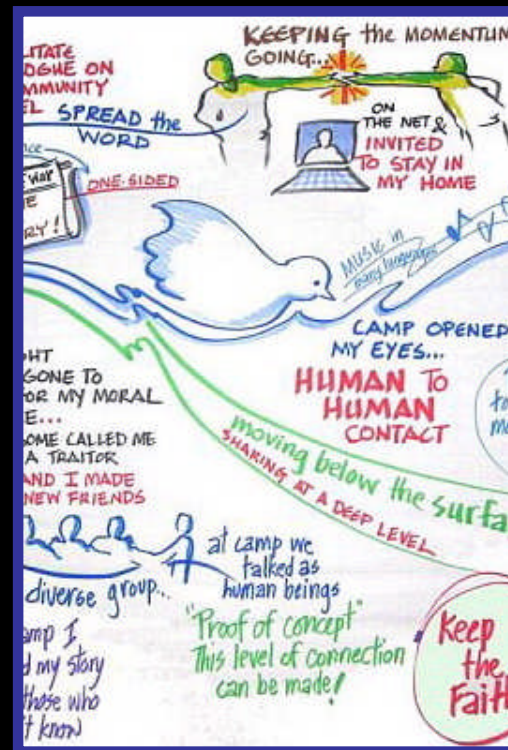 KEEPING the MOMENTUM
GOING...
SPREAD the
WORD
ON
THE NET &
INVITED
TO STAY IN
MY HOME
ONE-SIDED
MUSIC in
many languages
CAMP OPENED
MY EYES...
HUMAN TO
HUMAN
CONTACT
GONE TO
OR MY MORAL
E...
OME CALLED ME
A TRAITOR
AND I MADE
NEW FRIENDS
moving below the surfa
SHARING AT A DEEP LEVEL
diverse group...
at camp we
talked as
human beings
"Proof of concept"
This level of connection
can be made!
amp I
d my story
those who
t know
Keep
the
Faith